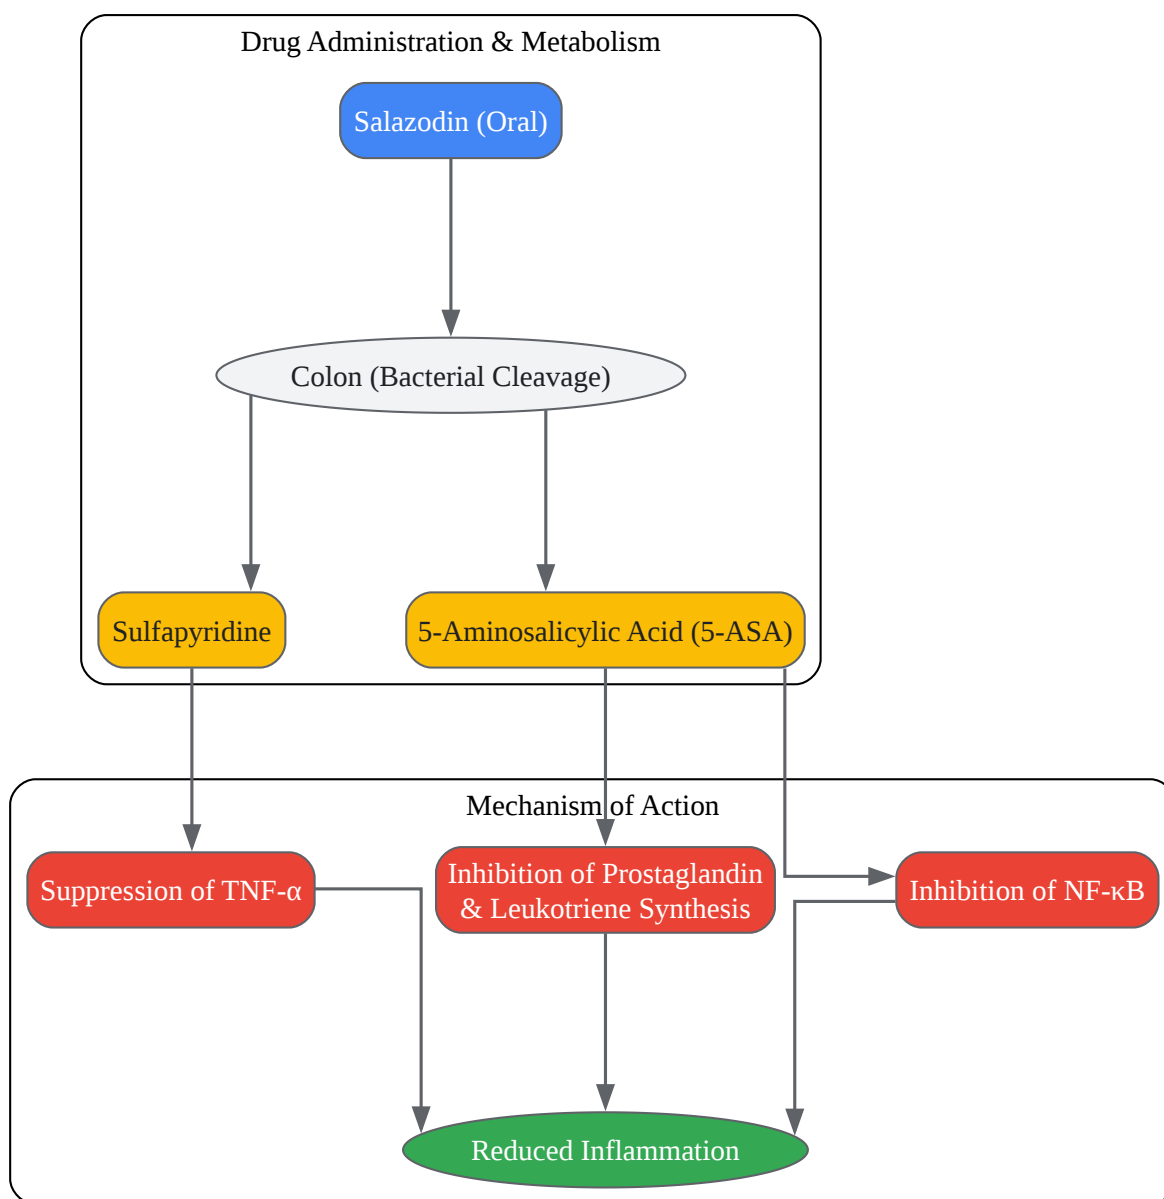 Drug Administration & Metabolism
Salazodin (Oral)
Colon (Bacterial Cleavage)
Sulfapyridine
5-Aminosalicylic Acid (5-ASA)
Mechanism of Action
Suppression of TNF-α
Inhibition of Prostaglandin
& Leukotriene Synthesis
Inhibition of NF-κB
Reduced Inflammation